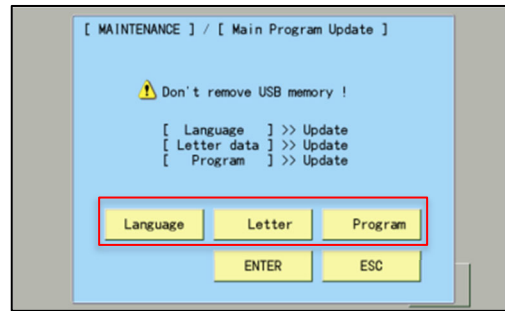 [ MAINTENANCE ] / [ Main Program Update ]
Don't remove USB memory !
[ Language ] >> Update
[ Letter data ] >> Update
[ Program ] >> Update
Language Letter Program
ENTER ESC